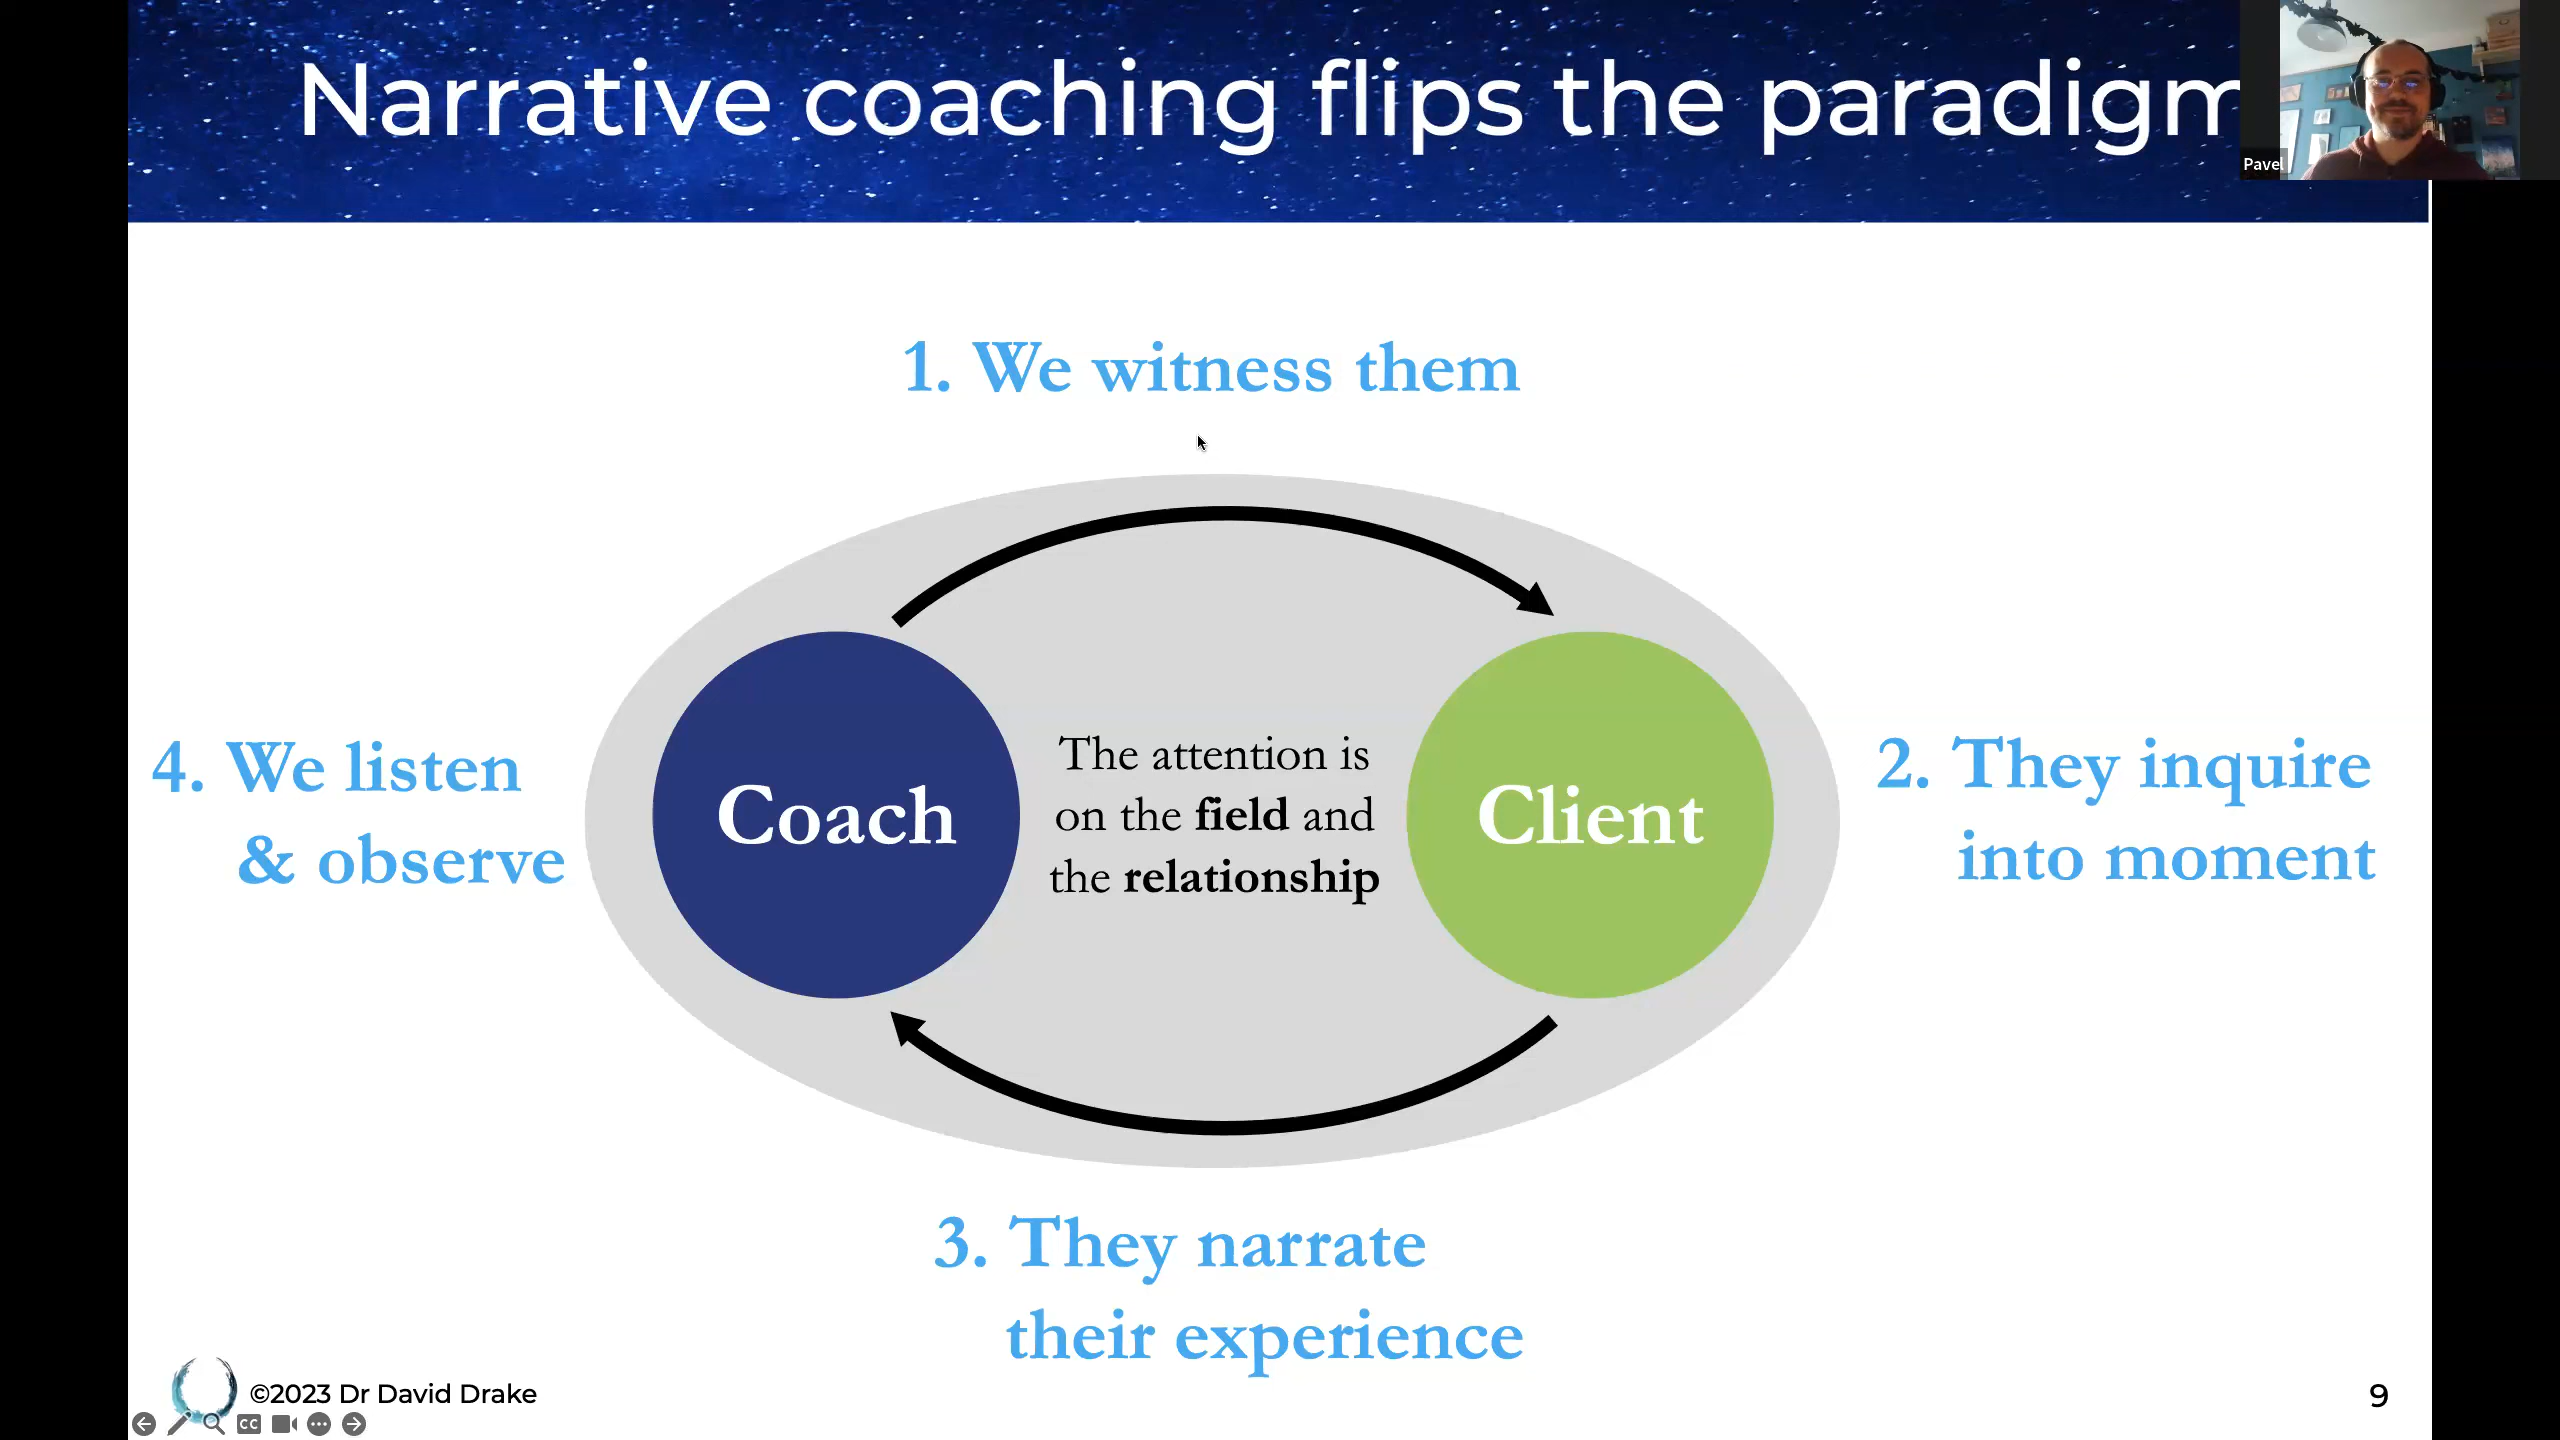 Narrative coaching flips the paradigm
Pavel
1. We witness them
4. We listen
& observe
Coach
The attention is
on the field and
the relationship
Client
2. They inquire
into moment
3. They narrate
their experience
©2023 Dr David Drake
9
CC